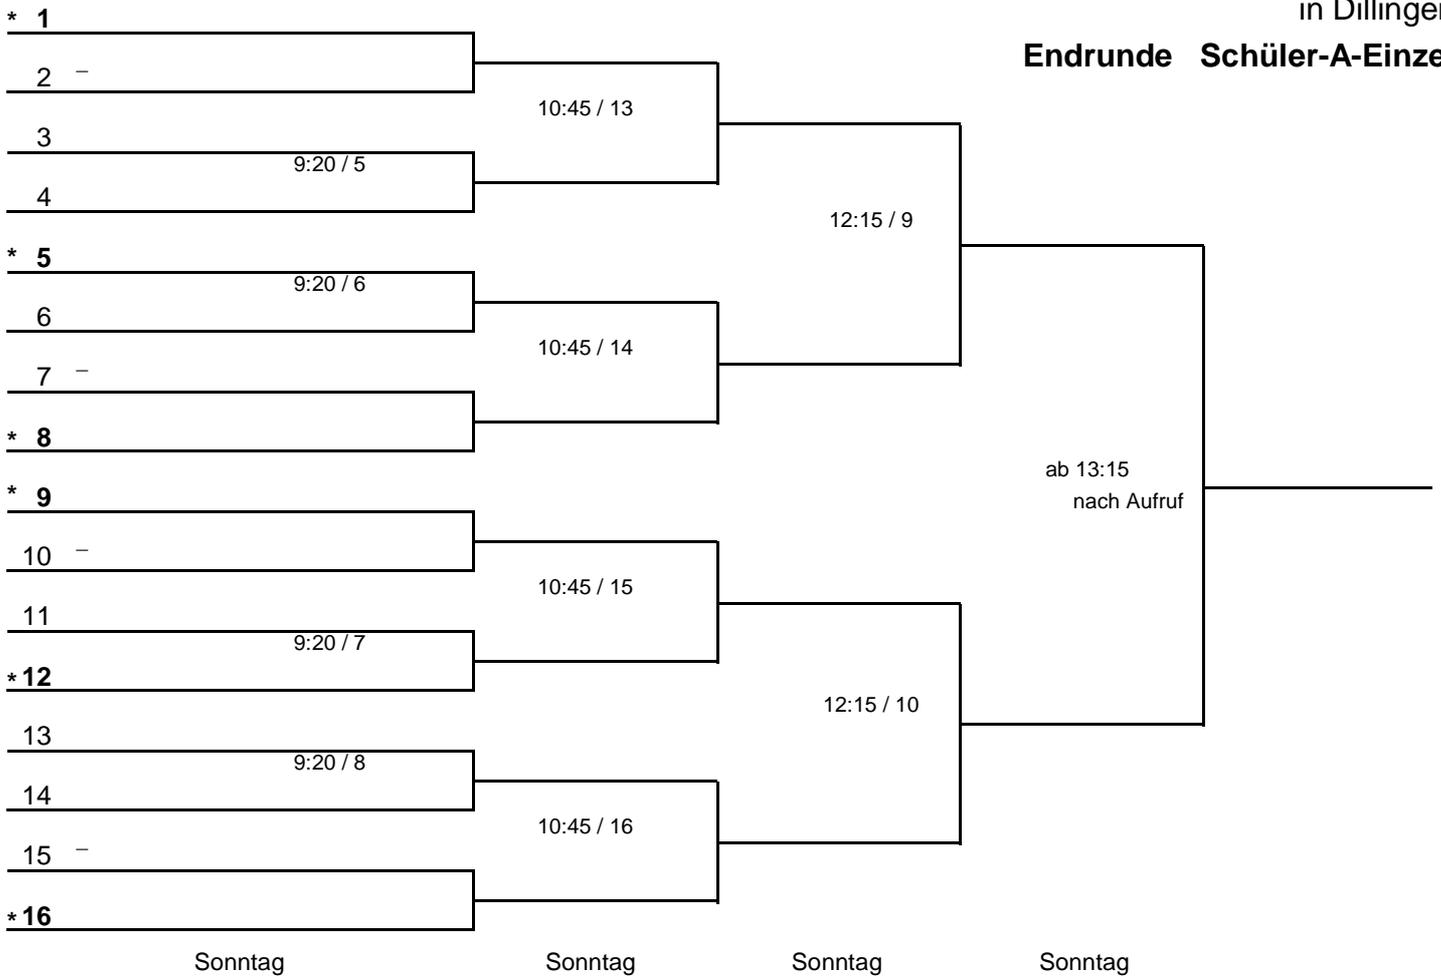 in Dillinger
Endrunde Schüler-A-Einze
* 1
2 –
10:45 / 13
3
9:20 / 5
4
12:15 / 9
* 5
9:20 / 6
6
10:45 / 14
7 –
* 8
ab 13:15
nach Aufruf
* 9
10 –
10:45 / 15
11
9:20 / 7
* 12
12:15 / 10
13
9:20 / 8
14
10:45 / 16
15 –
* 16
Sonntag Sonntag Sonntag Sonntag